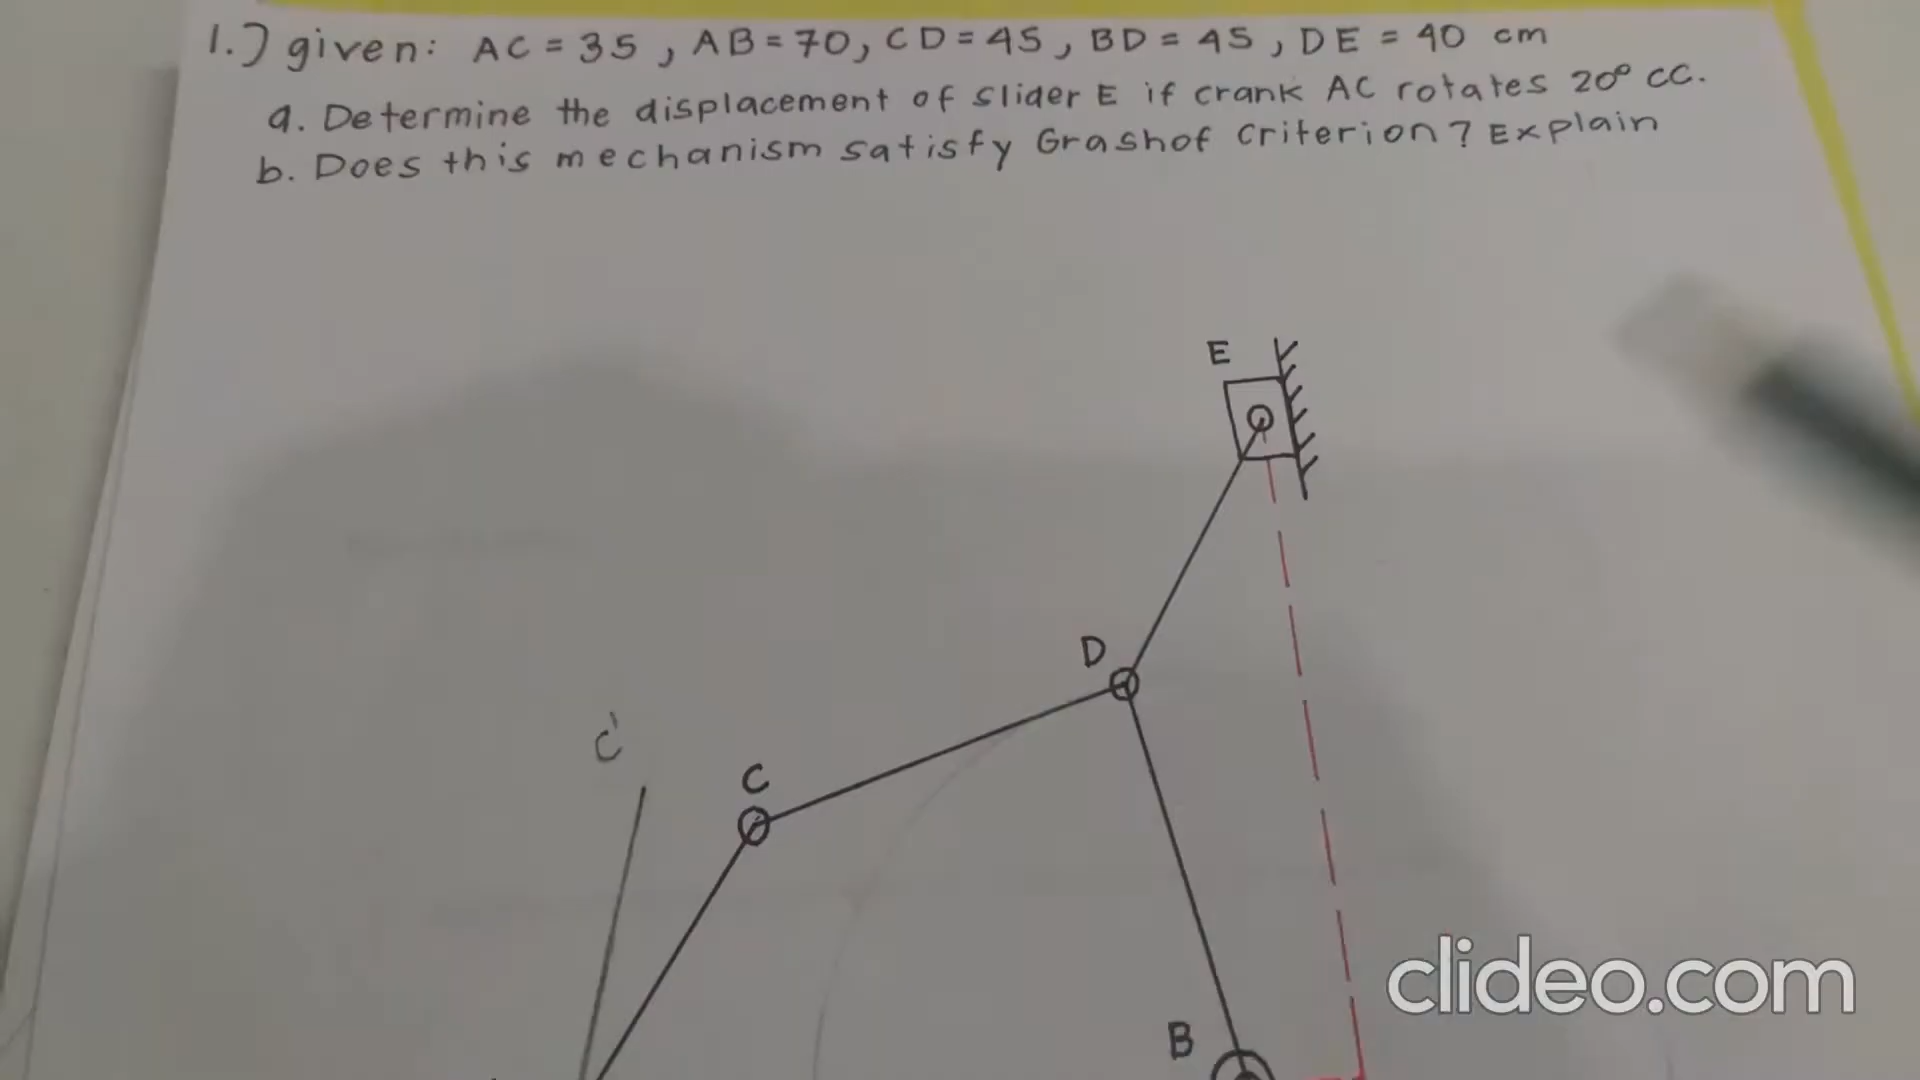 1.) given: AC = 35, AB = 70, CD = 45, BD = 45, DE = 40 cm
a. Determine the displacement of slider E if crank AC rotates 20° CC.
b. Does this mechanism satisfy Grashof Criterion? Explain
E
D
C'
C
clideo.com
B